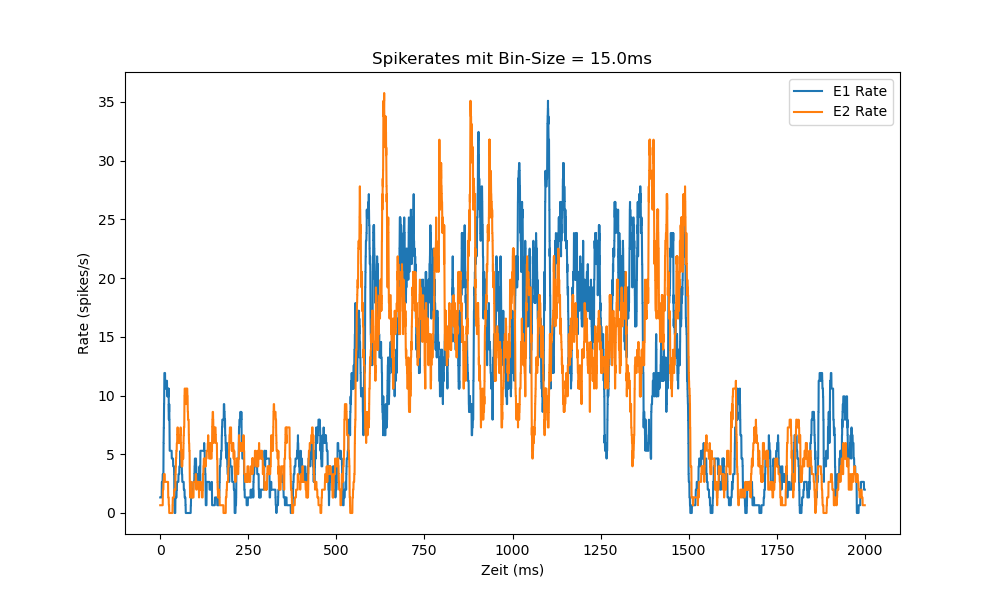 Spikerates mit Bin-Size = 15.0ms
E1 Rate
E2 Rate
Rate (spikes/s)
35
30
25
20
15
10
5
0
0 250 500 750 1000 1250 1500 1750 2000
Zeit (ms)